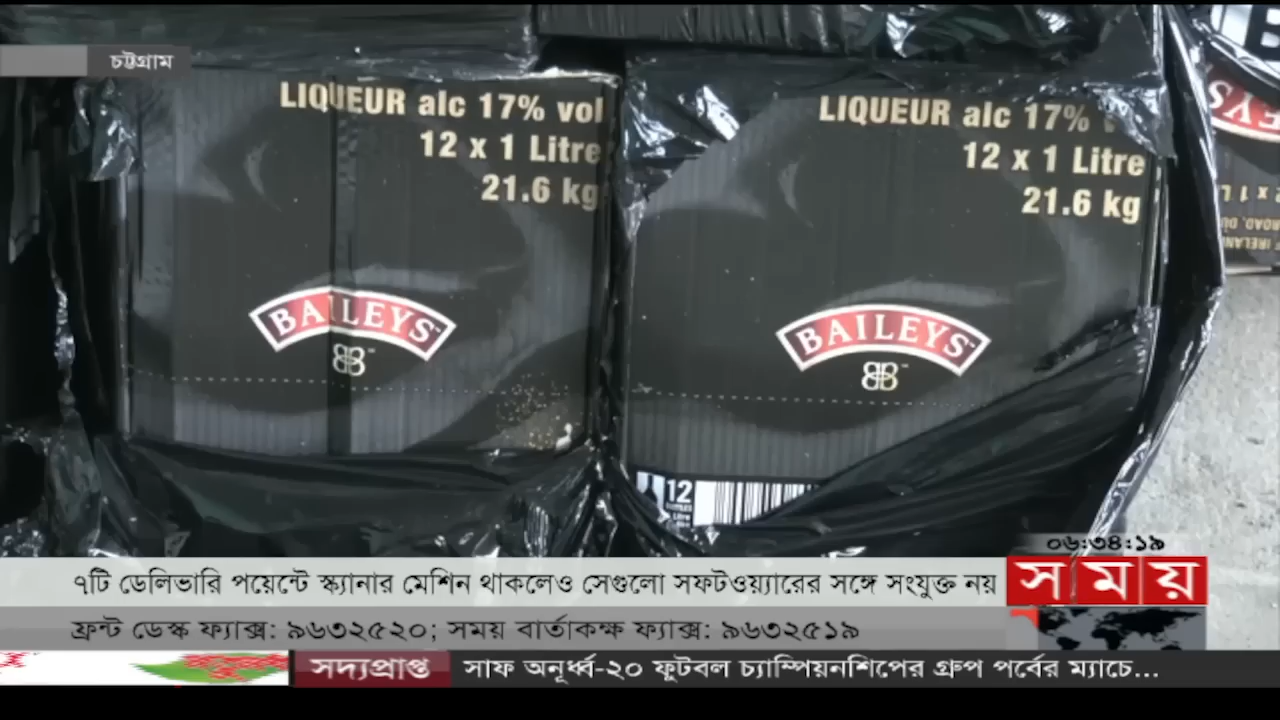 চট্টগ্রাম
LIQUEUR alc 17% vol
12 x 1 Litre
21.6 kg
BAILEYS
LIQUEUR alc 17%
12 x 1 Litre
21.6 kg
BAILEYS
12
০৬:৩৪:১৯
৭টি ডেলিভারি পয়েন্টে স্ক্যানার মেশিন থাকলেও সেগুলো সফটওয়্যারের সঙ্গে সংযুক্ত নয়
সময়
ফ্রন্ট ডেস্ক ফ্যাক্স: ৯৬৩২৫২০; সময় বার্তাকক্ষ ফ্যাক্স: ৯৬৩২৫১৯
সদ্যপ্রাপ্ত
সাফ অনূর্ধ্ব-২০ ফুটবল চ্যাম্পিয়নশিপের গ্রুপ পর্বের ম্যাচে...